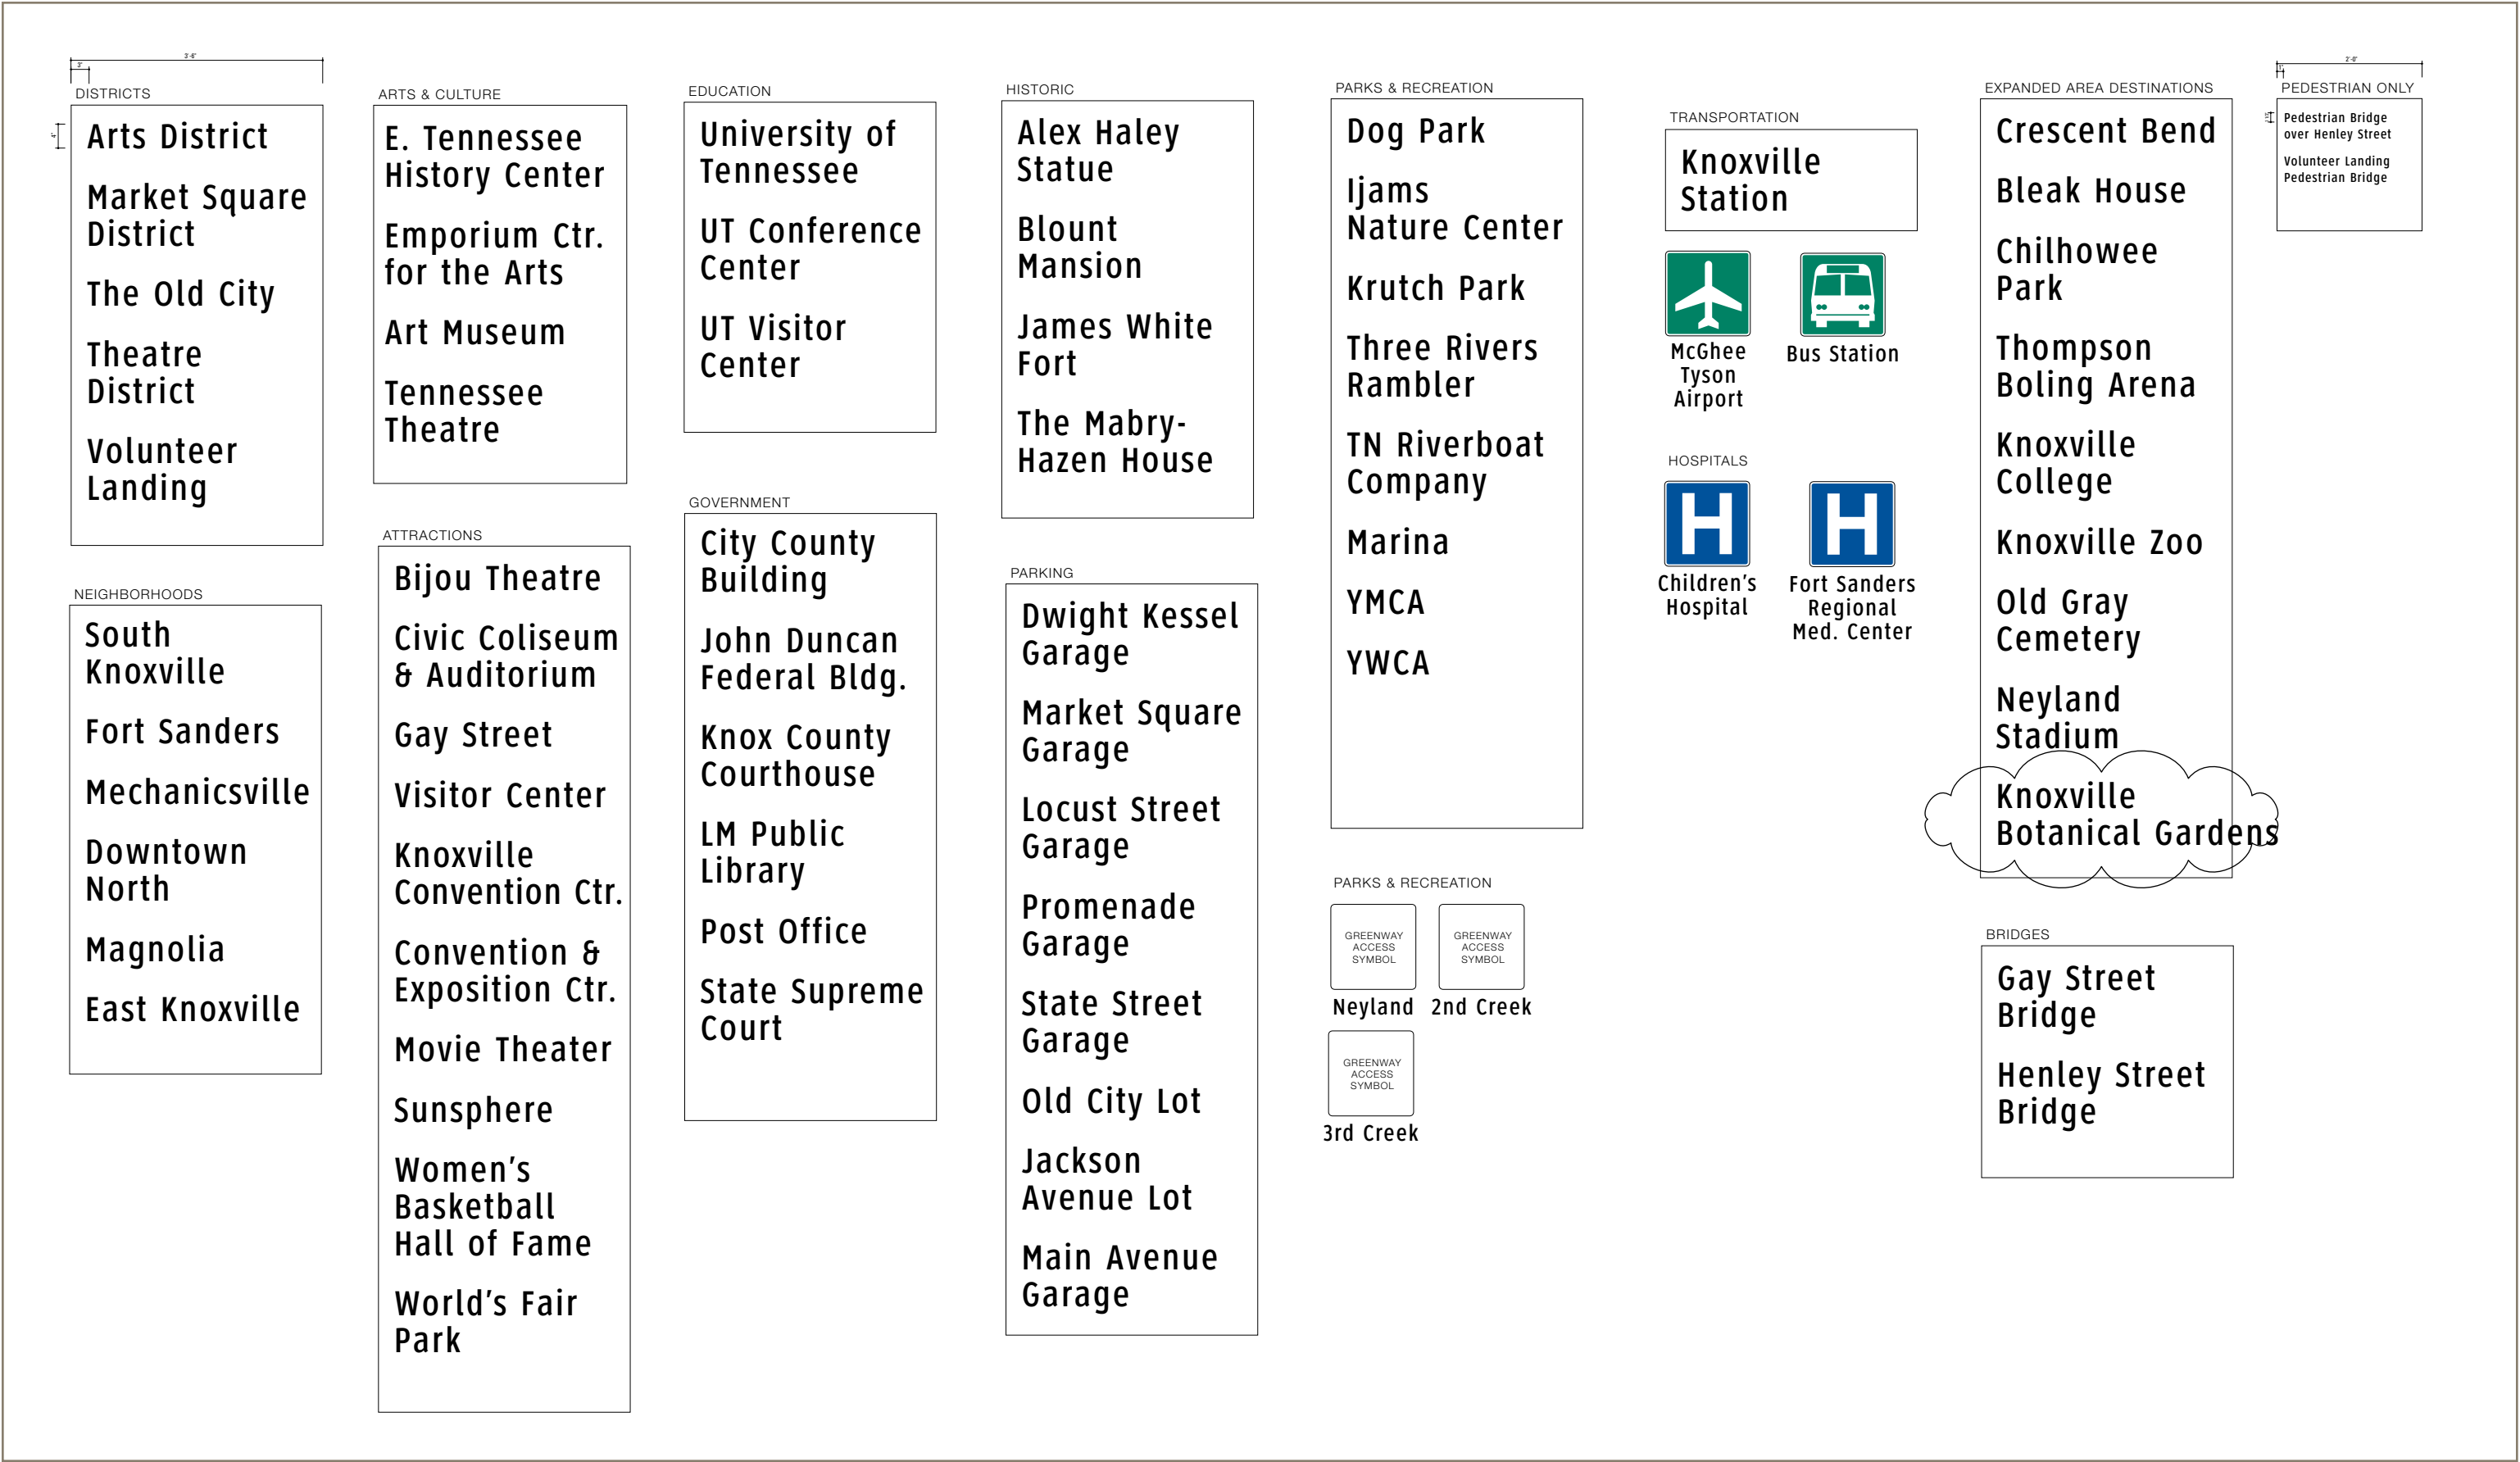 3'-6"
3"
DISTRICTS
4"
Arts District
Market Square
District
The Old City
Theatre
District
Volunteer
Landing
NEIGHBORHOODS
South
Knoxville
Fort Sanders
Mechanicsville
Downtown
North
Magnolia
East Knoxville
ARTS & CULTURE
E. Tennessee
History Center
Emporium Ctr.
for the Arts
Art Museum
Tennessee
Theatre
ATTRACTIONS
Bijou Theatre
Civic Coliseum
& Auditorium
Gay Street
Visitor Center
Knoxville
Convention Ctr.
Convention &
Exposition Ctr.
Movie Theater
Sunsphere
Women's
Basketball
Hall of Fame
World's Fair
Park
EDUCATION
University of
Tennessee
UT Conference
Center
UT Visitor
Center
GOVERNMENT
City County
Building
John Duncan
Federal Bldg.
Knox County
Courthouse
LM Public
Library
Post Office
State Supreme
Court
HISTORIC
Alex Haley
Statue
Blount
Mansion
James White
Fort
The Mabry-
Hazen House
PARKING
Dwight Kessel
Garage
Market Square
Garage
Locust Street
Garage
Promenade
Garage
State Street
Garage
Old City Lot
Jackson
Avenue Lot
Main Avenue
Garage
PARKS & RECREATION
Dog Park
Ijams
Nature Center
Krutch Park
Three Rivers
Rambler
TN Riverboat
Company
Marina
YMCA
YWCA
PARKS & RECREATION
GREENWAY
ACCESS
SYMBOL
Neyland
GREENWAY
ACCESS
SYMBOL
2nd Creek
GREENWAY
ACCESS
SYMBOL
3rd Creek
TRANSPORTATION
Knoxville
Station
McGhee
Tyson
Airport
Bus Station
HOSPITALS
H
Children's
Hospital
H
Fort Sanders
Regional
Med. Center
EXPANDED AREA DESTINATIONS
Crescent Bend
Bleak House
Chilhowee
Park
Thompson
Boling Arena
Knoxville
College
Knoxville Zoo
Old Gray
Cemetery
Neyland
Stadium
Knoxville
Botanical Gardens
BRIDGES
Gay Street
Bridge
Henley Street
Bridge
2'-0"
1"
PEDESTRIAN ONLY
Pedestrian Bridge
over Henley Street
Volunteer Landing
Pedestrian Bridge